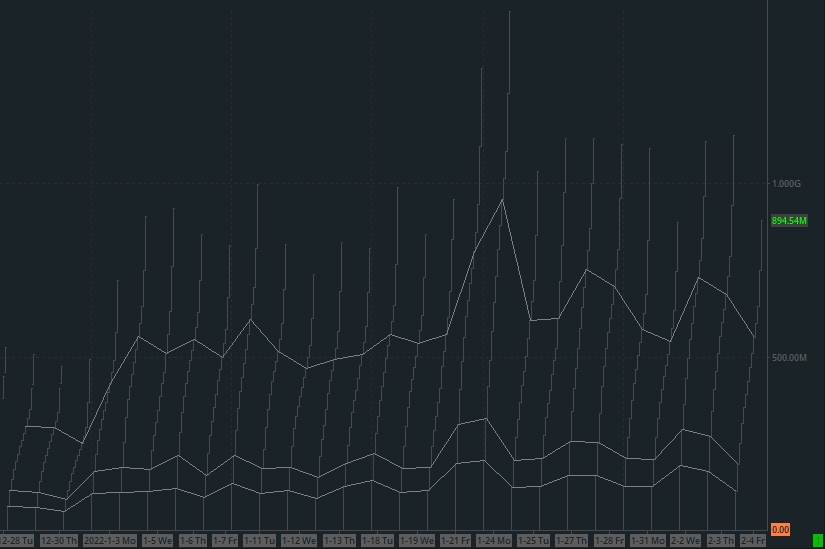 1.000G
894.54M
500.00M
0.00
12-28 Tu 12-30 Th 2022-1-3 Mo 1-5 We 1-6 Th 1-7 Fr 1-11 Tu 1-12 We 1-13 Th 1-18 Tu 1-19 We 1-21 Fr 1-24 Mo 1-25 Tu 1-27 Th 1-28 Fr 1-31 Mo 2-2 We 2-3 Th 2-4 Fr